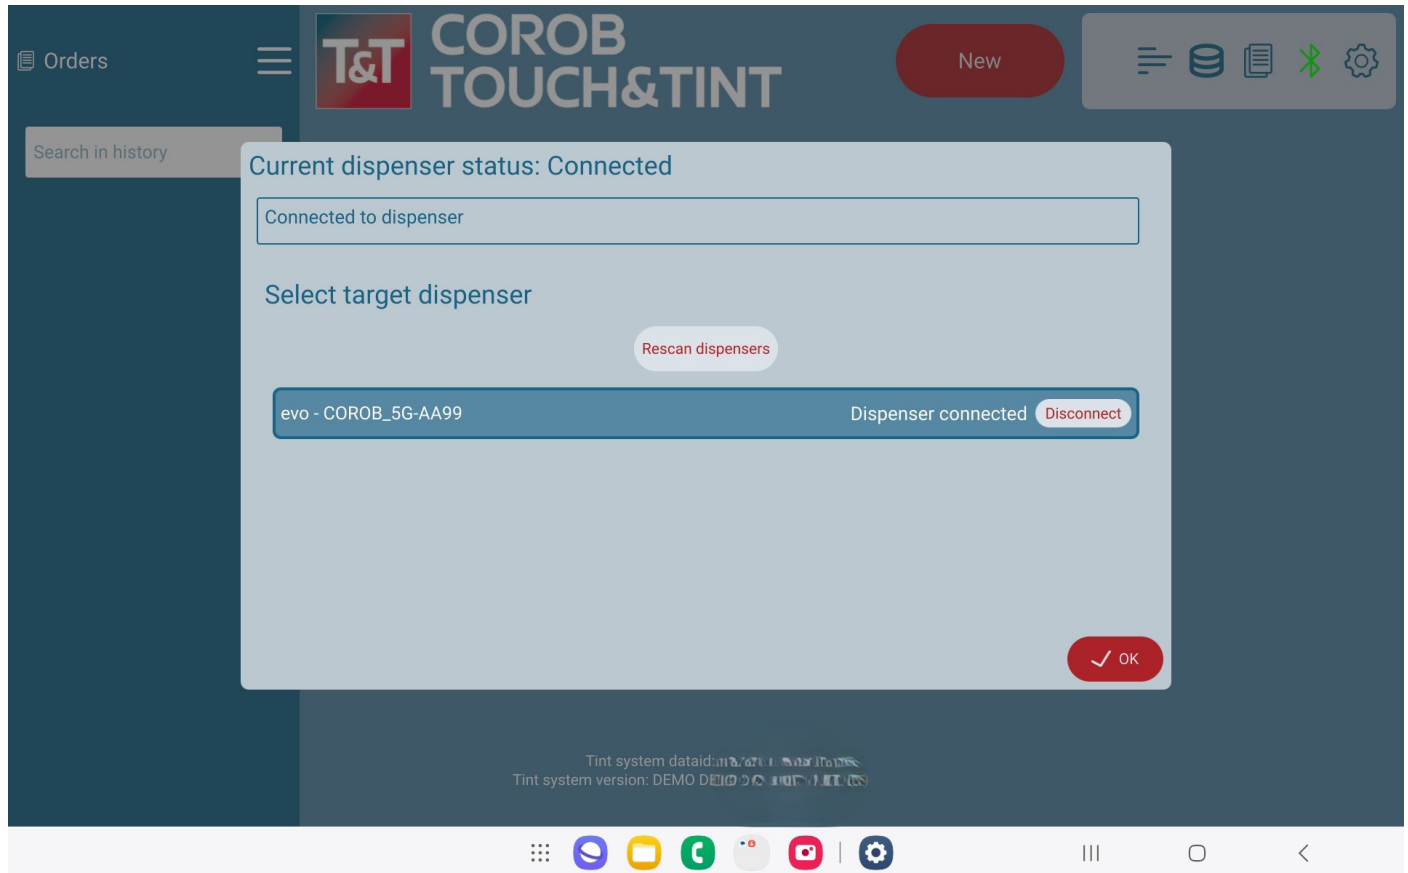 Orders
T&T
COROB
TOUCH&TINT
New
Search in history
Current dispenser status: Connected
Connected to dispenser
Select target dispenser
Rescan dispensers
evo - COROB_5G-AA99
Dispenser connected
Disconnect
OK
Tint system dataid:
Tint system version: DEMO